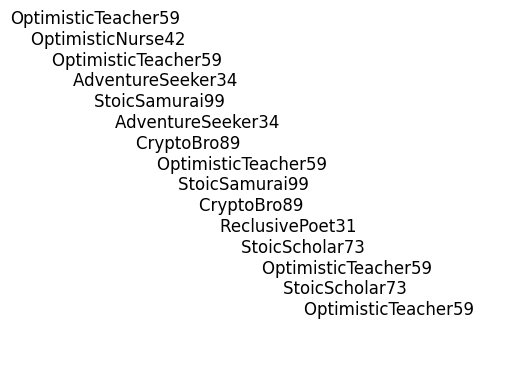 OptimisticTeacher59
OptimisticNurse42
OptimisticTeacher59
AdventureSeeker34
StoicSamurai99
AdventureSeeker34
CryptoBro89
OptimisticTeacher59
StoicSamurai99
CryptoBro89
ReclusivePoet31
StoicScholar73
OptimisticTeacher59
StoicScholar73
OptimisticTeacher59